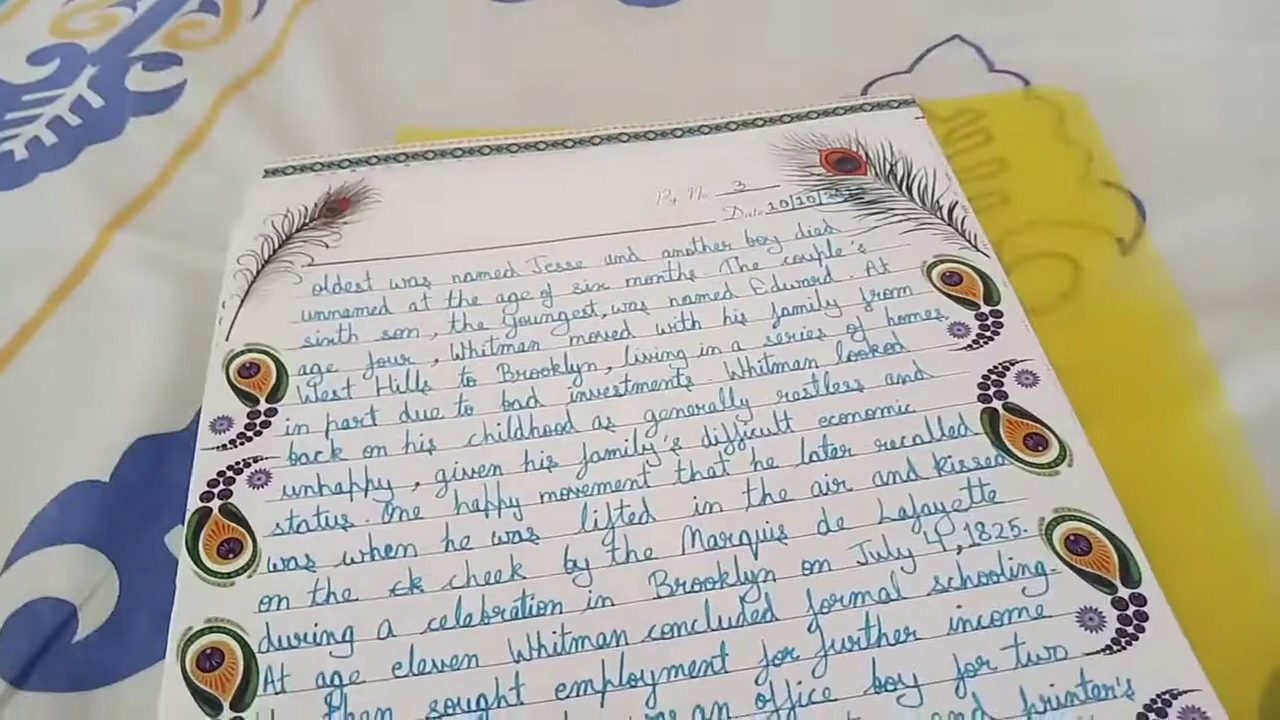 Pg No. 3
Date 20/10/
oldest was named Jesse and another boy died
unnamed at the age of six months. The couple's
sixth son, the youngest, was named Edward. At
age four, Whitman moved with his family from
West Hills to Brooklyn, living in a series of homes
in part due to bad investments. Whitman looked
back on his childhood as generally restless and
unhappy, given his family's difficult economic
status. One happy movement that he later recalled
was when he was lifted in the air and kissed
on the ck cheek by the Marquis de Lafayette
during a celebration in Brooklyn on July 4, 1825.
At age eleven Whitman concluded formal schooling.
then sought employment for further income
an office boy for two
and printer's